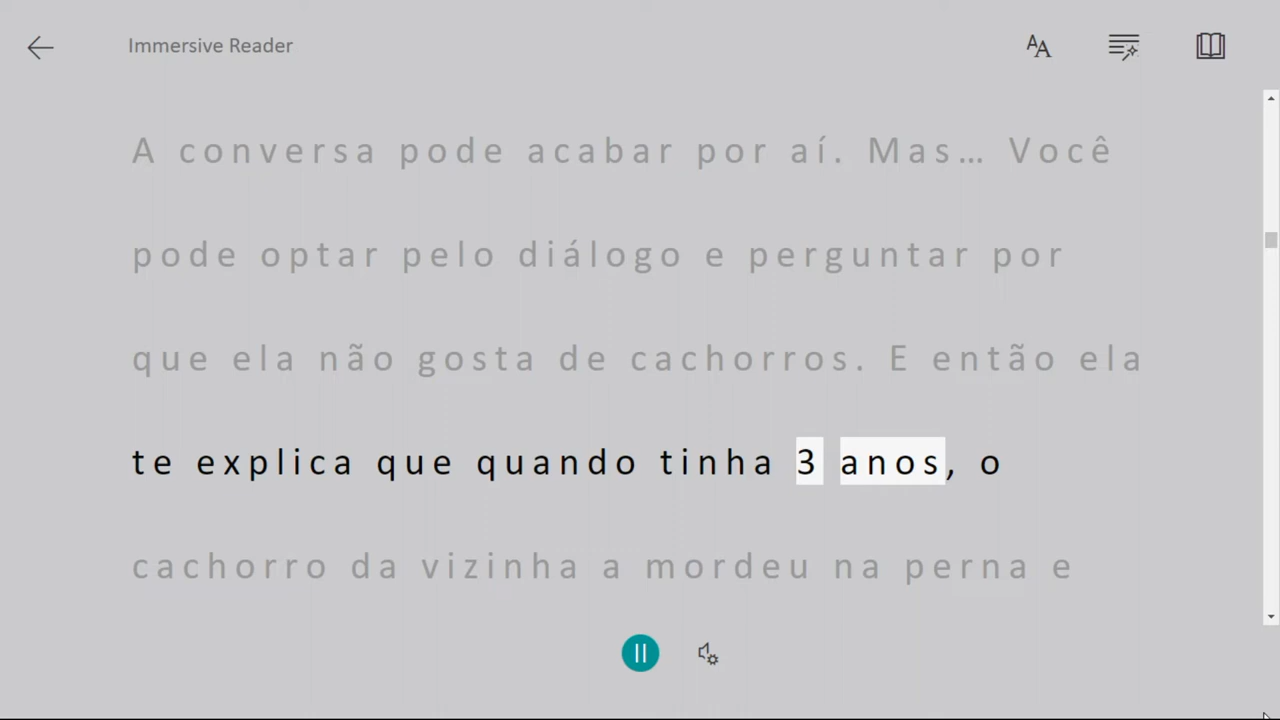 Immersive Reader
A conversa pode acabar por aí. Mas… Você
pode optar pelo diálogo e perguntar por
que ela não gosta de cachorros. E então ela
te explica que quando tinha 3 anos, o
cachorro da vizinha a mordeu na perna e